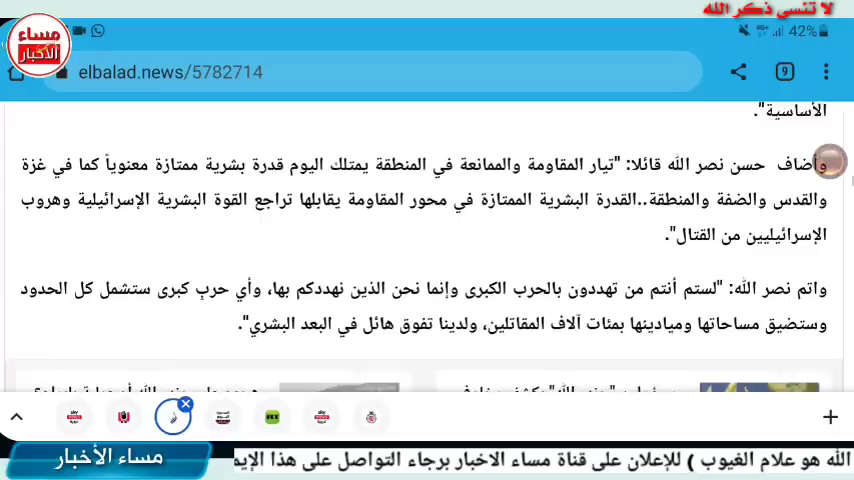 لا تنسى ذكر الله
مساء
الأخبار
42%
elbalad.news/5782714
9
الأساسية".
وأضاف حسن نصر الله قائلا: "تيار المقاومة والممانعة في المنطقة يمتلك اليوم قدرة بشرية ممتازة معنوياً كما في غزة
والقدس والضفة والمنطقة..القدرة البشرية الممتازة في محور المقاومة يقابلها تراجع القوة البشرية الإسرائيلية وهروب
الإسرائيليين من القتال".
واتم نصر الله: "لستم أنتم من تهددون بالحرب الكبرى وإنما نحن الذين نهددكم بها، وأي حربٍ كبرى ستشمل كل الحدود
وستضيق مساحاتها وميادينها بمئات آلاف المقاتلين، ولدينا تفوق هائل في البعد البشري".
مساء الأخبار
الله هو علام الغيوب ) للإعلان على قناة مساء الاخبار برجاء التواصل على هذا الإيم